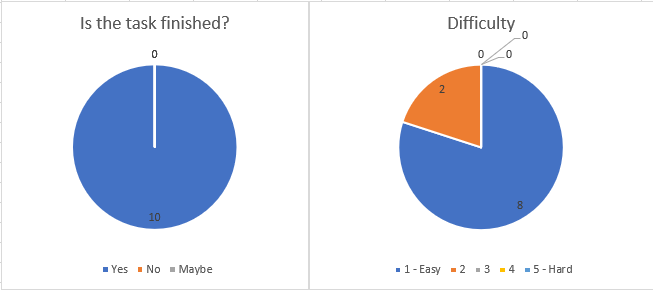 Is the task finished?
0
10
Yes No Maybe
Difficulty
0
0 0
2
8
1 - Easy 2 3 4 5 - Hard